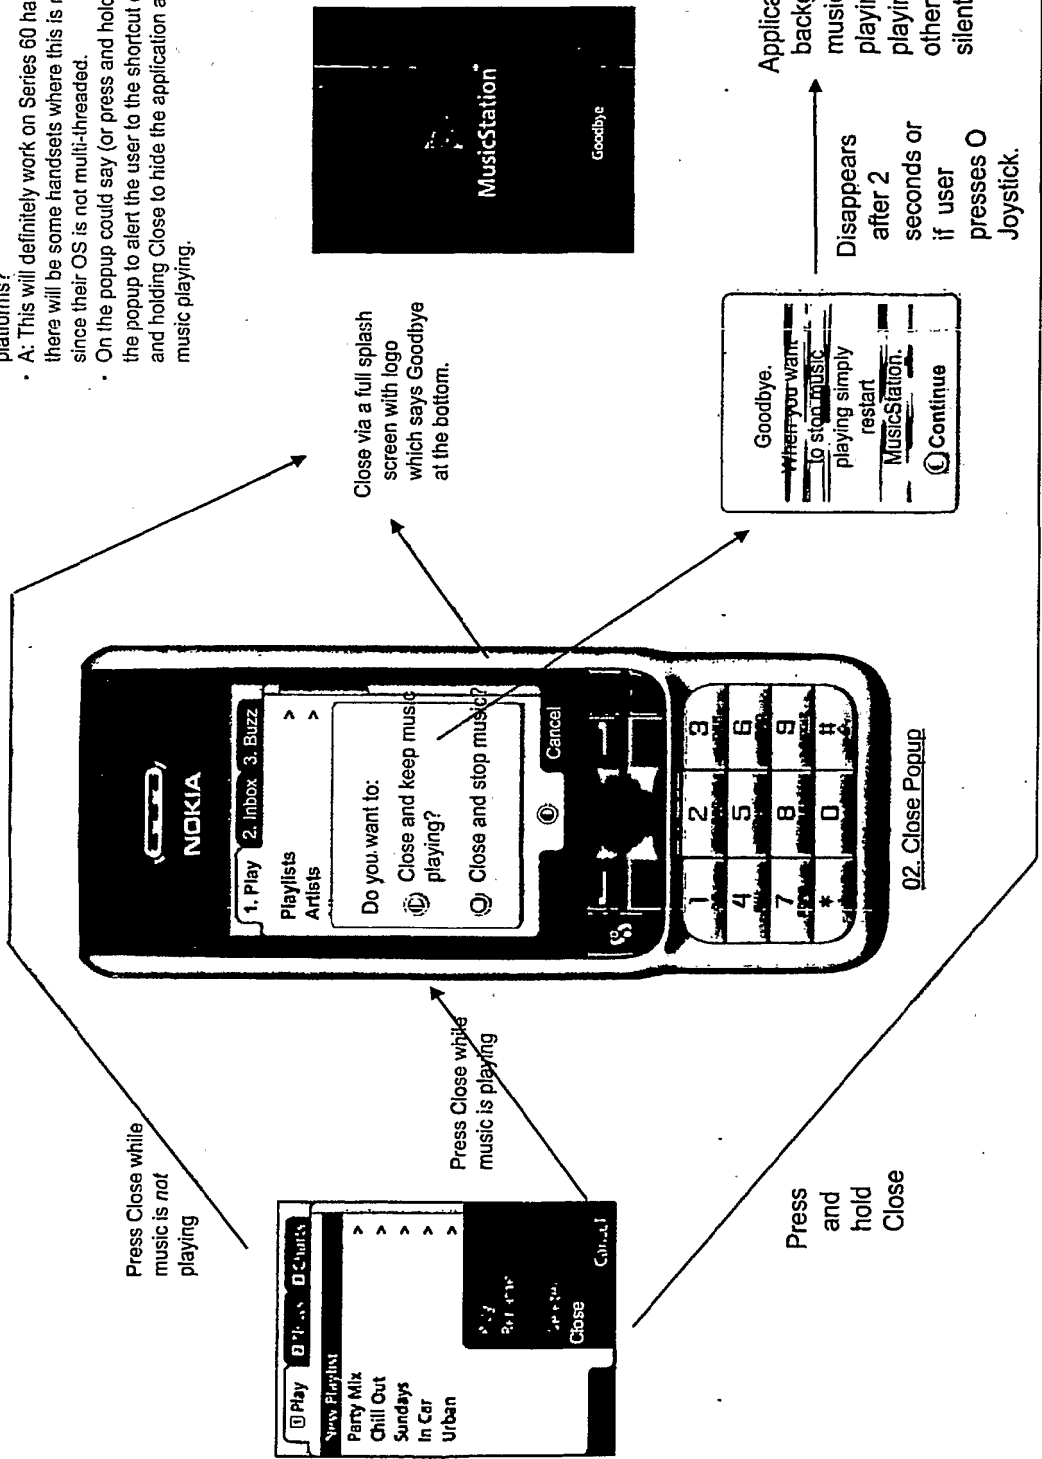 platforms?
• A: This will definitely work on Series 60 ha
there will be some handsets where this is
since their OS is not multi-threaded.
• On the popup could say (or press and hold
the popup to alert the user to the shortcut
and holding Close to hide the application a
music playing.
Press Close while
music is not
playing
1 Play
New Playlist
Party Mix
Chill Out
Sundays
In Car
Urban
>
>
>
>
>
Close
Press Close while
music is playing
Press
and
hold
Close
NOKIA
1. Play 2. Inbox 3. Buzz
Playlists >
Artists >
Do you want to:
Close and keep music
playing?
Close and stop music?
Cancel
1 2 3
4 5 6
7 8 9
* 0 #
02. Close Popup
Close via a full splash
screen with logo
which says Goodbye
at the bottom.
MusicStation
Goodbye
Goodbye.
When you want
to stop music
playing simply
restart
MusicStation.
Continue
Disappears
after 2
seconds or
if user
presses O
Joystick.
Applica
backg
music
playin
playin
other
silent